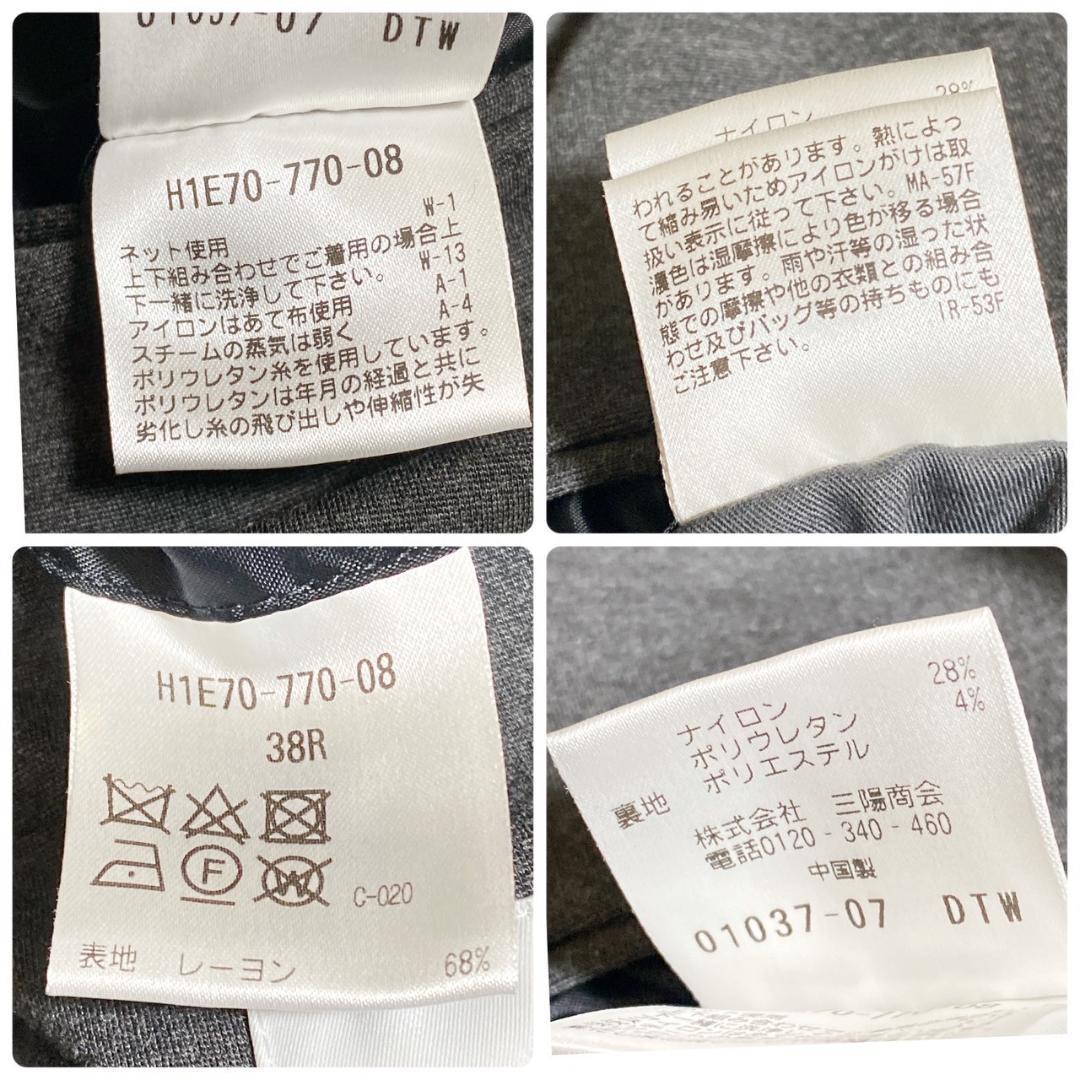 01037-07 DTW
H1E70-770-08
W-1
ネット使用
上下組み合わせでご着用の場合上
W-13
下一緒に洗浄して下さい。
A-1
アイロンはあて布使用
A-4
スチームの蒸気は弱く
ポリウレタン糸を使用しています。
ポリウレタンは年月の経過と共に
劣化し糸の飛び出しや伸縮性が失
ナイロン 28%
われることがあります。熱によっ
て縮み易いためアイロンがけは取
扱い表示に従って下さい。MA-57F
濃色は湿摩擦により色が移る場合
があります。雨や汗等の湿った状
態での摩擦や他の衣類との組み合
わせ及びバッグ等の持ちものにも
ご注意下さい。 IR-53F
H1E70-770-08
38R
F W
C-020
表地 レーヨン 68%
ナイロン 28%
ポリウレタン 4%
裏地 ポリエステル
株式会社 三陽商会
電話0120-340-460
中国製
01037-07 DTW